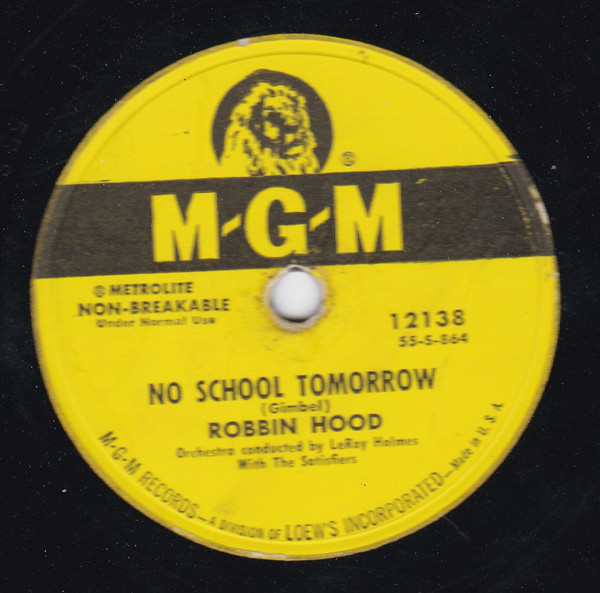 ®
M-G-M
® METROLITE
NON-BREAKABLE
Under Normal Use
12138
55-S-864
NO SCHOOL TOMORROW
(Gimbel)
ROBBIN HOOD
Orchestra conducted by LeRoy Holmes
With The Satisfiers
M-G-M RECORDS—A DIVISION OF LOEW'S INCORPORATED—Made in U. S. A.